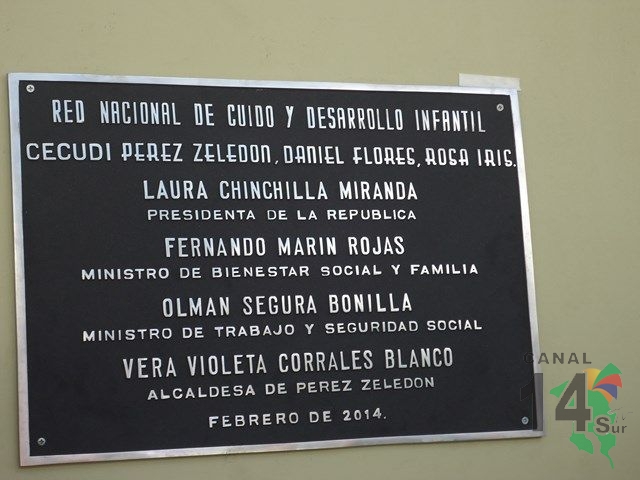 RED NACIONAL DE CUIDO Y DESARROLLO INFANTIL
CECUDI PEREZ ZELEDON, DANIEL FLORES, ROSA IRIS.
LAURA CHINCHILLA MIRANDA
PRESIDENTA DE LA REPUBLICA
FERNANDO MARIN ROJAS
MINISTRO DE BIENESTAR SOCIAL Y FAMILIA
OLMAN SEGURA BONILLA
MINISTRO DE TRABAJO Y SEGURIDAD SOCIAL
VERA VIOLETA CORRALES BLANCO
ALCALDESA DE PEREZ ZELEDON
FEBRERO DE 2014.
CANAL
14
Sur